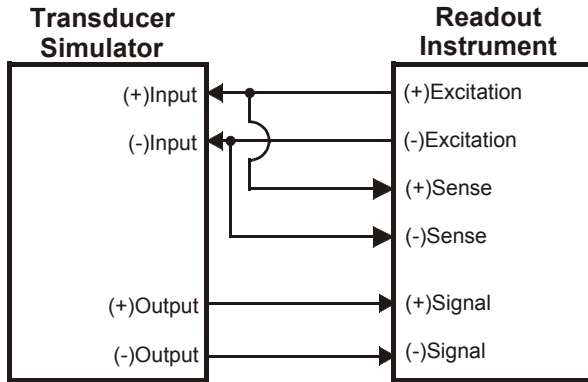 Transducer
Simulator
Readout
Instrument
(+)Input
(-)Input
(+)Output
(-)Output
(+)Excitation
(-)Excitation
(+)Sense
(-)Sense
(+)Signal
(-)Signal